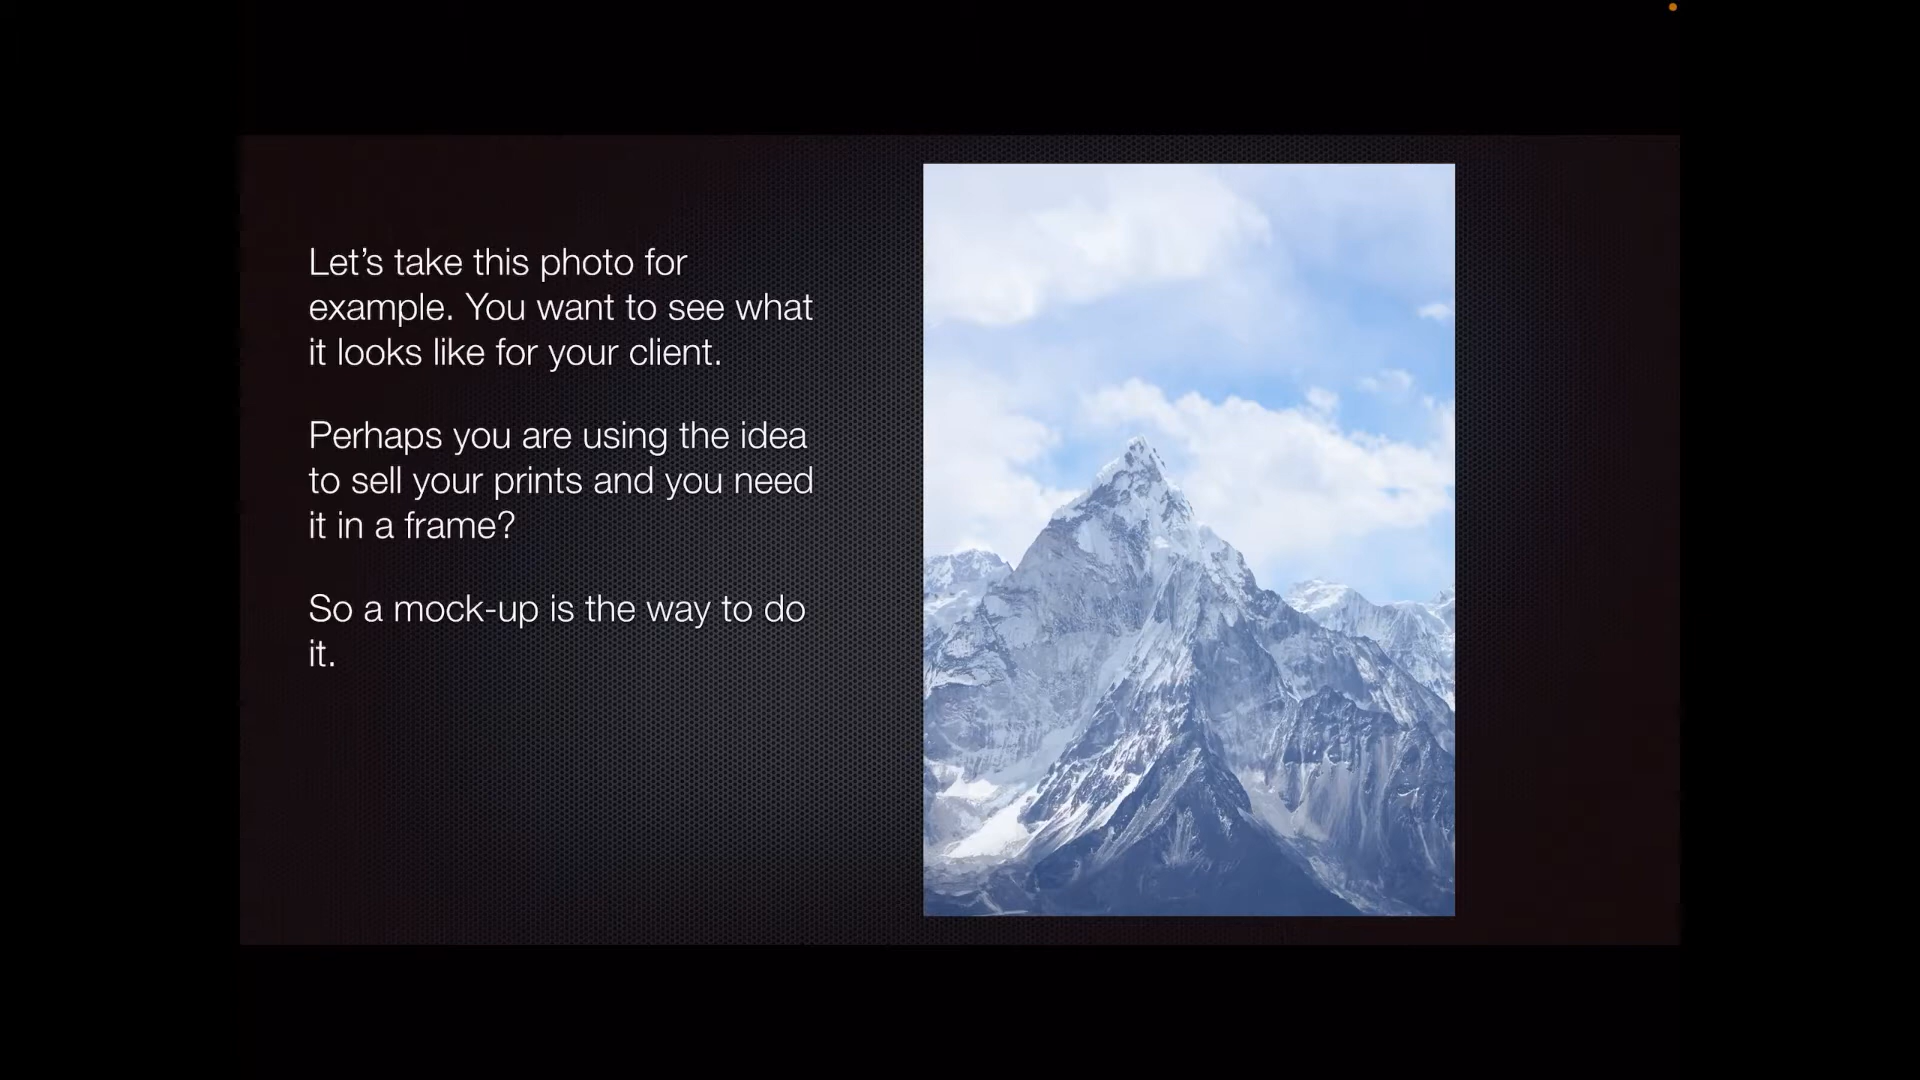 Let’s take this photo for
example. You want to see what
it looks like for your client.
Perhaps you are using the idea
to sell your prints and you need
it in a frame?
So a mock-up is the way to do
it.